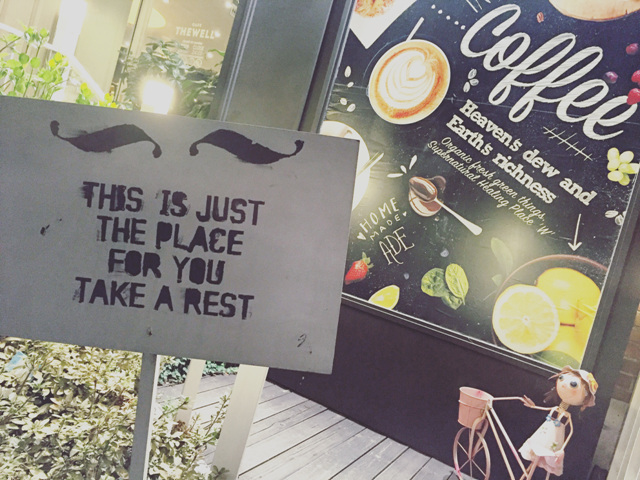 THEWELL
THIS IS JUST
THE PLACE
FOR YOU
TAKE A REST
Coffee
Heaven's dew and
Earth's richness
Organic fresh green things,
Supernatural Healing Place 'W'
HOME
MADE
ADE